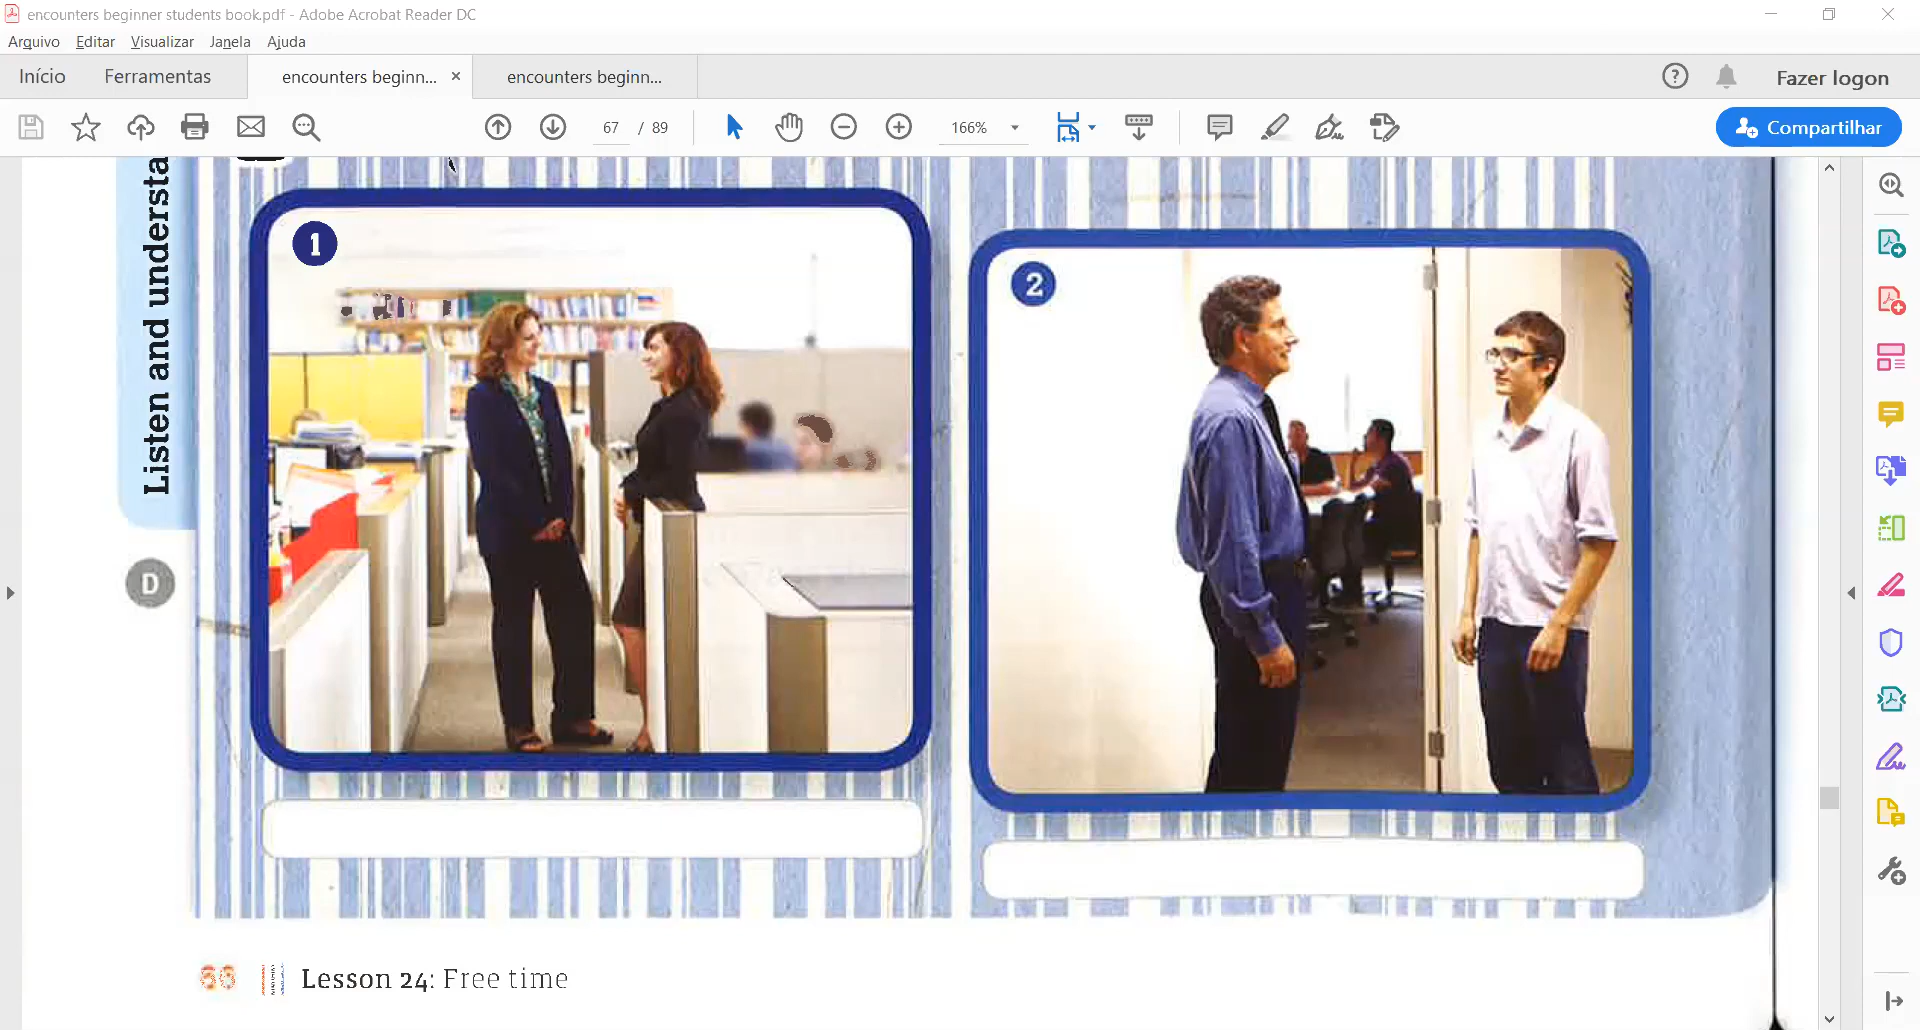 encounters beginner students book.pdf - Adobe Acrobat Reader DC
Arquivo Editar Visualizar Janela Ajuda
Início Ferramentas encounters beginn... × encounters beginn... Fazer logon
67 / 89 166% Compartilhar
Listen and understa
1
2
D
Lesson 24: Free time